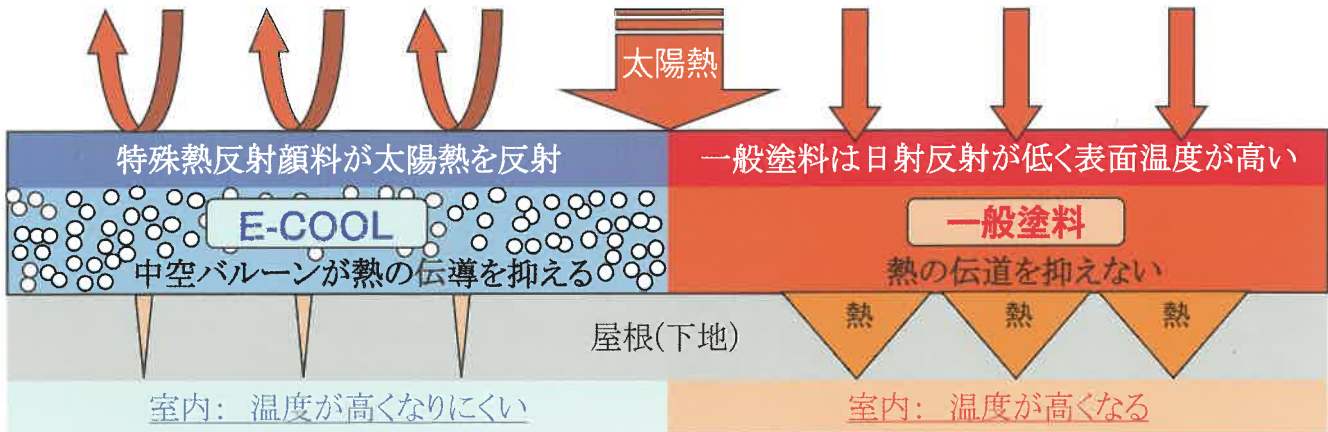 太陽熱
特殊熱反射顔料が太陽熱を反射
一般塗料は日射反射が低く表面温度が高い
E-COOL
一般塗料
中空バルーンが熱の伝導を抑える
熱の伝道を抑えない
熱 熱 熱
屋根(下地)
室内: 温度が高くなりにくい
室内: 温度が高くなる